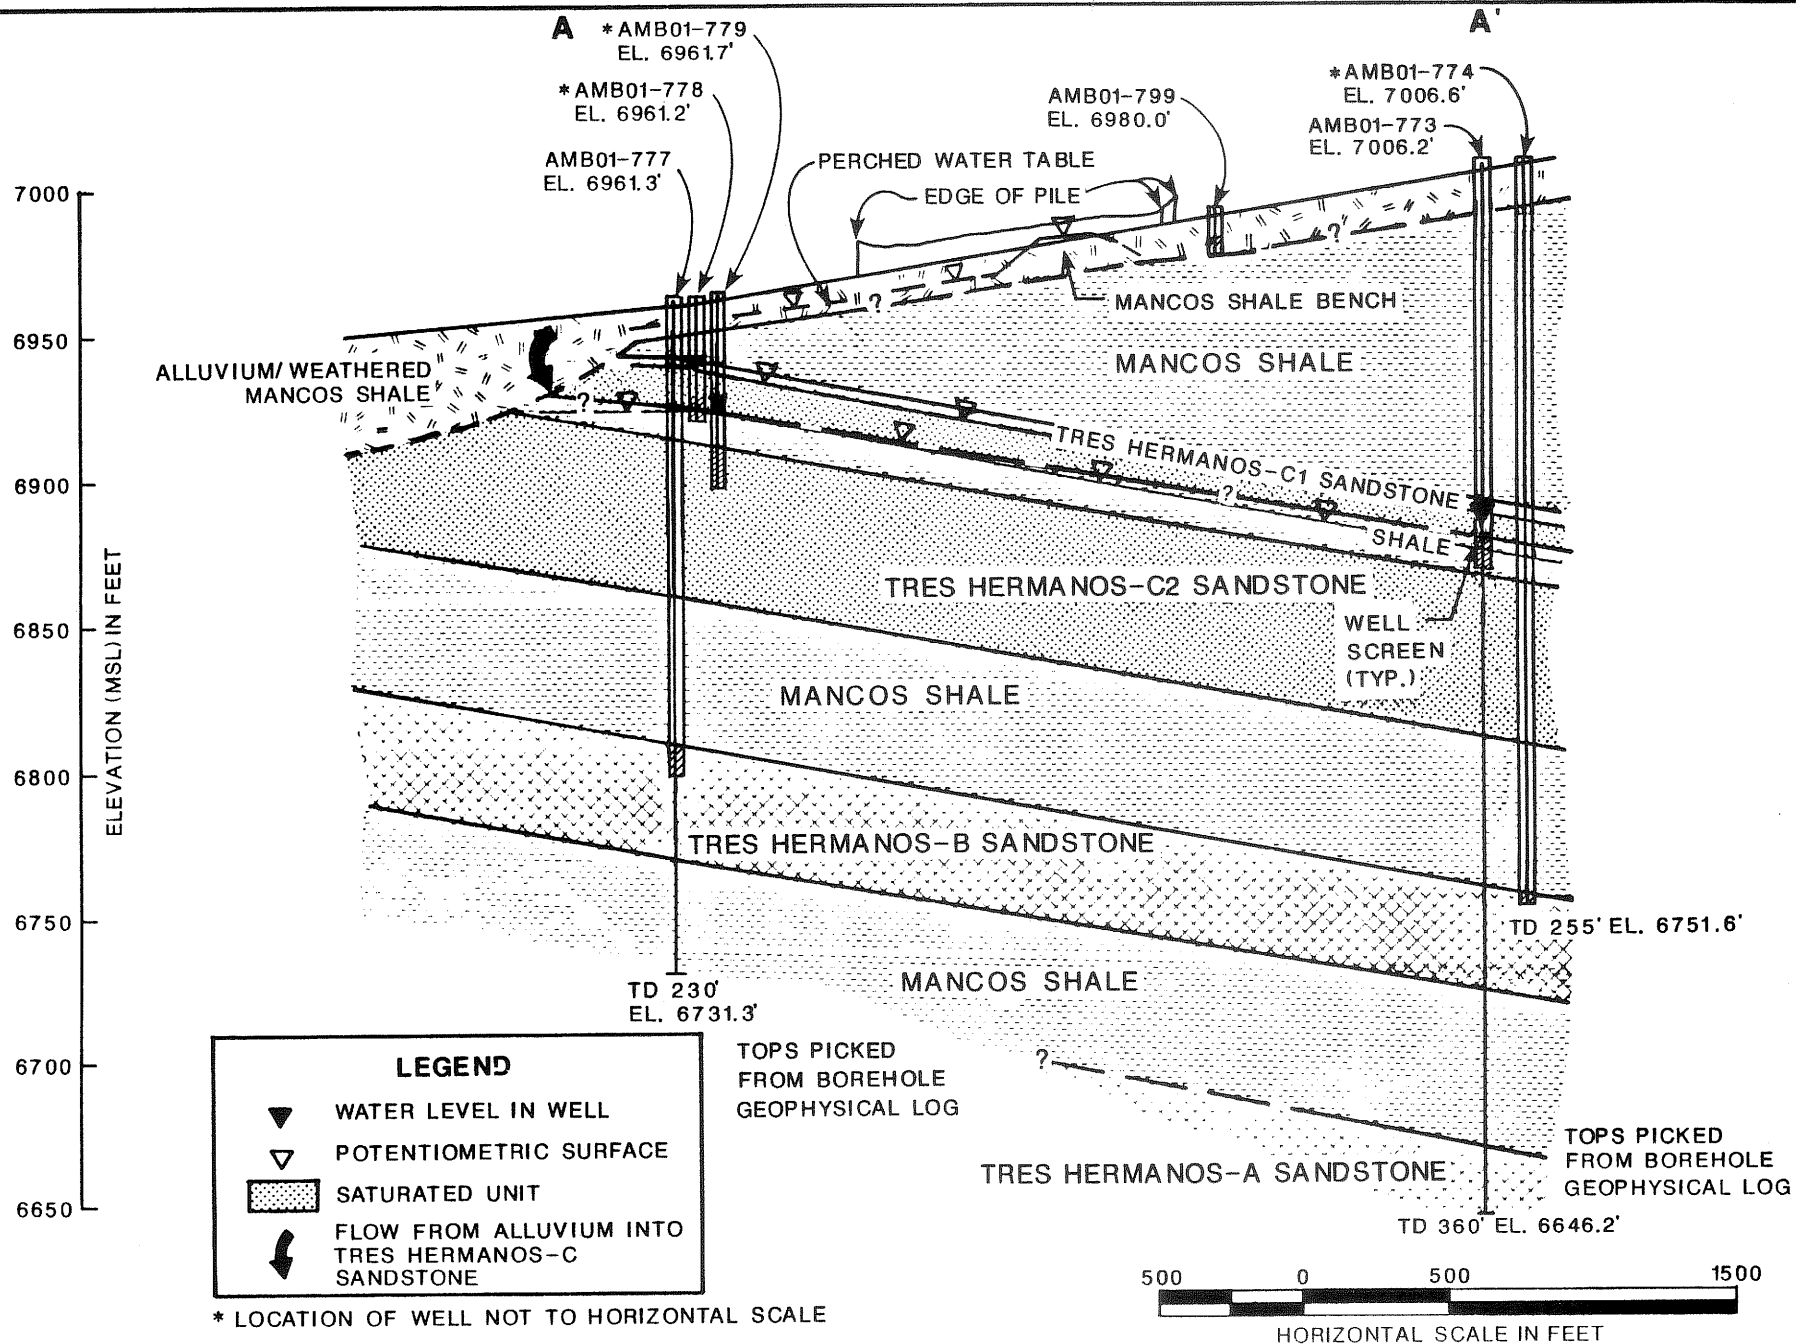 A
A'
* AMB01-779
EL. 6961.7'
* AMB01-778
EL. 6961.2'
AMB01-777
EL. 6961.3'
AMB01-799
EL. 6980.0'
* AMB01-774
EL. 7006.6'
AMB01-773
EL. 7006.2'
PERCHED WATER TABLE
EDGE OF PILE
7000
6950
6900
6850
6800
6750
6700
6650
ELEVATION (MSL) IN FEET
?
?
MANCOS SHALE BENCH
MANCOS SHALE
ALLUVIUM/WEATHERED
MANCOS SHALE
?
TRES HERMANOS-C1 SANDSTONE
?
SHALE
TRES HERMANOS-C2 SANDSTONE
WELL
SCREEN
(TYP.)
MANCOS SHALE
TRES HERMANOS-B SANDSTONE
TD 255' EL. 6751.6'
MANCOS SHALE
TD 230'
EL. 6731.3'
TOPS PICKED
FROM BOREHOLE
GEOPHYSICAL LOG
?
TRES HERMANOS-A SANDSTONE
TOPS PICKED
FROM BOREHOLE
GEOPHYSICAL LOG
TD 360' EL. 6646.2'
LEGEND
WATER LEVEL IN WELL
POTENTIOMETRIC SURFACE
SATURATED UNIT
FLOW FROM ALLUVIUM INTO
TRES HERMANOS-C
SANDSTONE
* LOCATION OF WELL NOT TO HORIZONTAL SCALE
500 0 500 1500
HORIZONTAL SCALE IN FEET